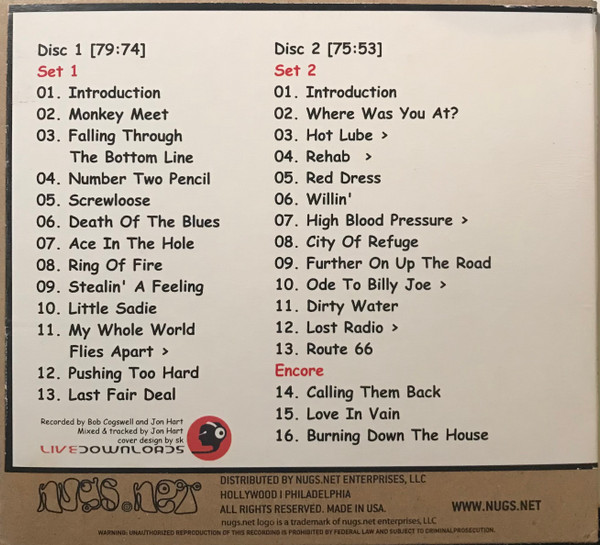 Disc 1 [79:74]
Set 1
01. Introduction
02. Monkey Meet
03. Falling Through
The Bottom Line
04. Number Two Pencil
05. Screwloose
06. Death Of The Blues
07. Ace In The Hole
08. Ring Of Fire
09. Stealin' A Feeling
10. Little Sadie
11. My Whole World
Flies Apart >
12. Pushing Too Hard
13. Last Fair Deal
Recorded by Bob Cogswell and Jon Hart
Mixed & tracked by Jon Hart
cover design by sk
LIVEDOWNLOADS
Disc 2 [75:53]
Set 2
01. Introduction
02. Where Was You At?
03. Hot Lube >
04. Rehab >
05. Red Dress
06. Willin'
07. High Blood Pressure >
08. City Of Refuge
09. Further On Up The Road
10. Ode To Billy Joe >
11. Dirty Water
12. Lost Radio >
13. Route 66
Encore
14. Calling Them Back
15. Love In Vain
16. Burning Down The House
nugs.net
DISTRIBUTED BY NUGS.NET ENTERPRISES, LLC
HOLLYWOOD | PHILADELPHIA
ALL RIGHTS RESERVED. MADE IN USA.
nugs.net logo is a trademark of nugs.net enterprises, LLC
WWW.NUGS.NET
WARNING: UNAUTHORIZED REPRODUCTION OF THIS RECORDING IS PROHIBITED BY FEDERAL LAW AND SUBJECT TO CRIMINAL PROSECUTION.